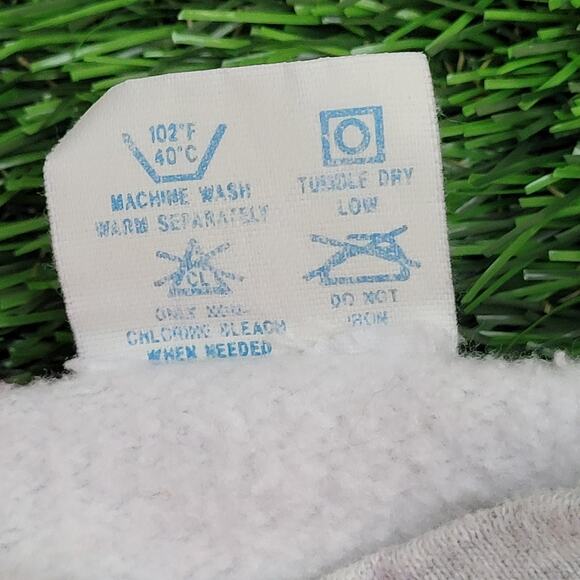 102°F
40°C
MACHINE WASH
WARM SEPARATELY
TUMBLE DRY
LOW
CL
ONLY NON-
CHLORINE BLEACH
WHEN NEEDED
DO NOT
IRON